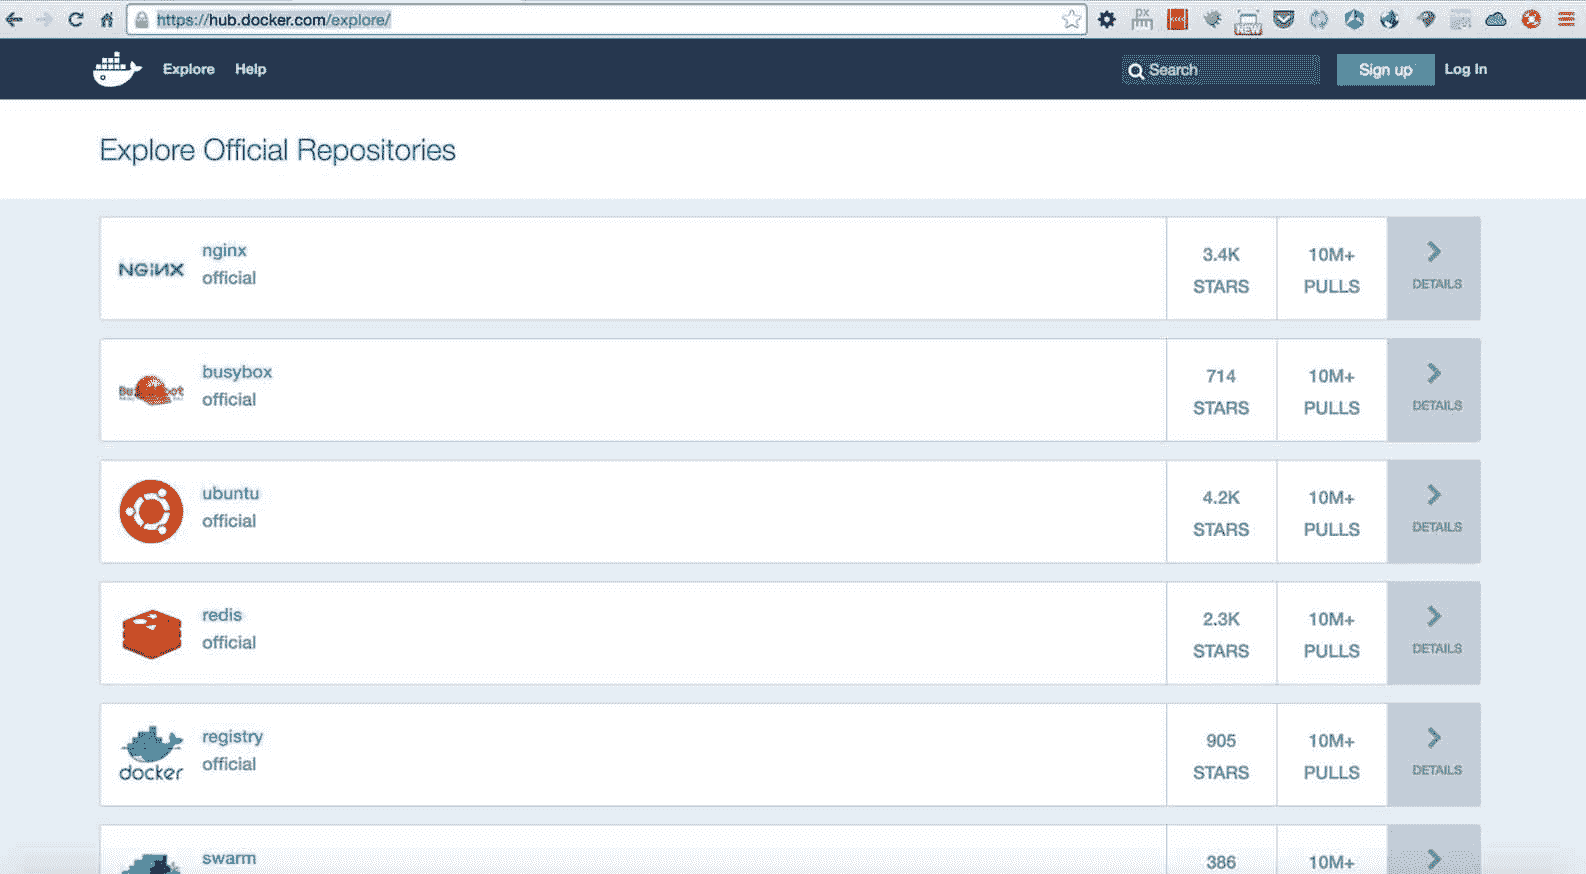 https://hub.docker.com/explore/
NEW
Explore Help Search Sign up Log In
Explore Official Repositories
NGINX
nginx
official
3.4K
STARS
10M+
PULLS
DETAILS
busybox
official
714
STARS
10M+
PULLS
DETAILS
ubuntu
official
4.2K
STARS
10M+
PULLS
DETAILS
redis
official
2.3K
STARS
10M+
PULLS
DETAILS
docker
registry
official
905
STARS
10M+
PULLS
DETAILS
swarm
386
10M+